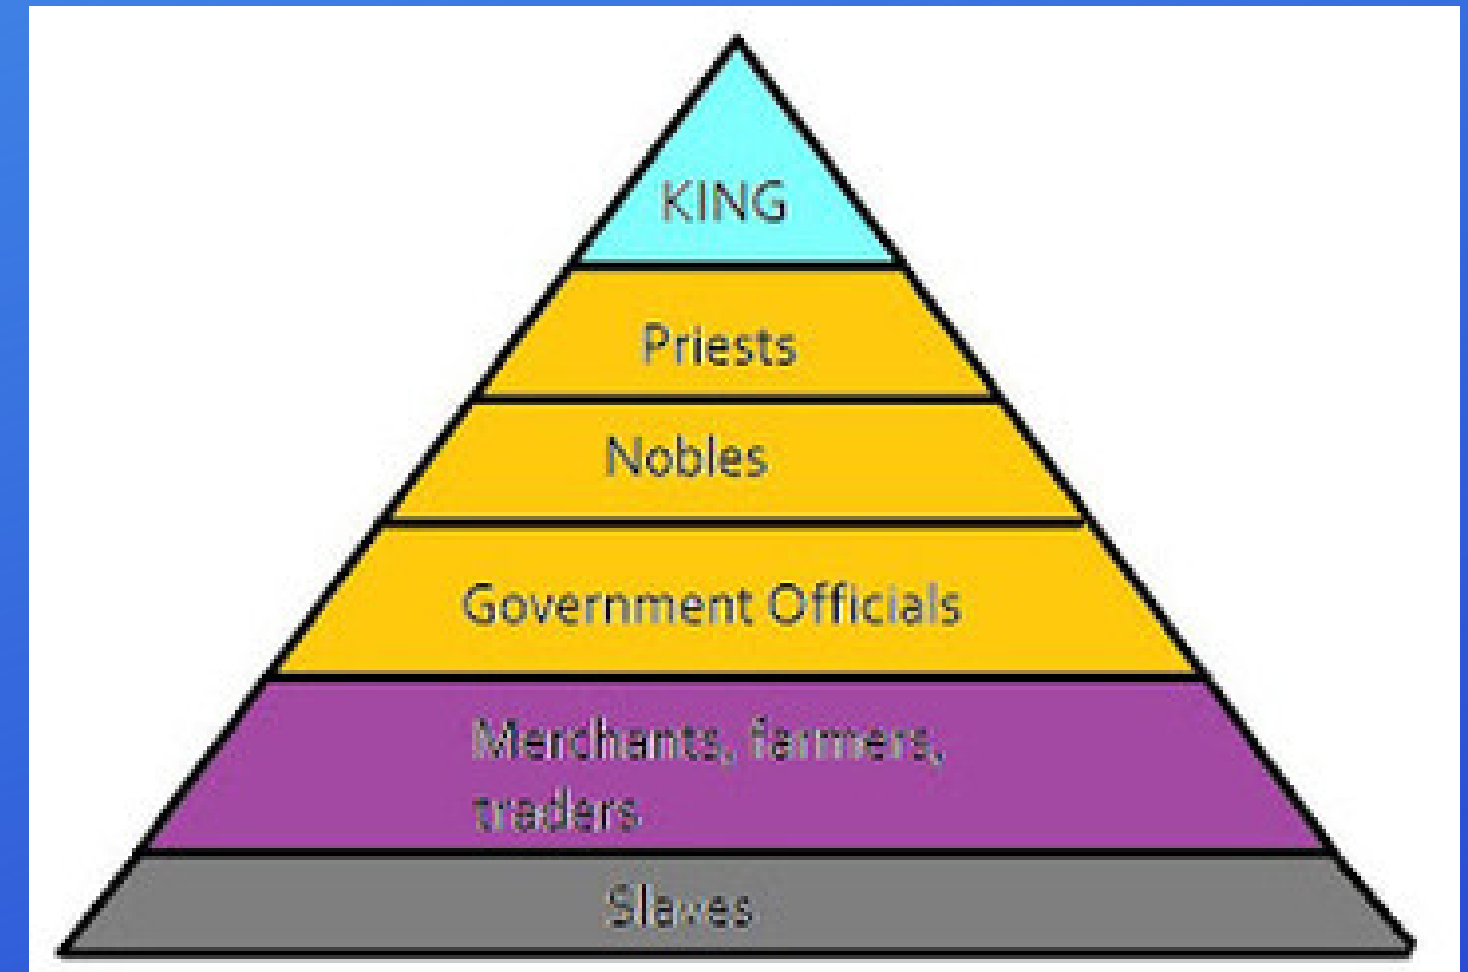 KING
Priests
Nobles
Government Officials
Merchants, farmers,
traders
Slaves